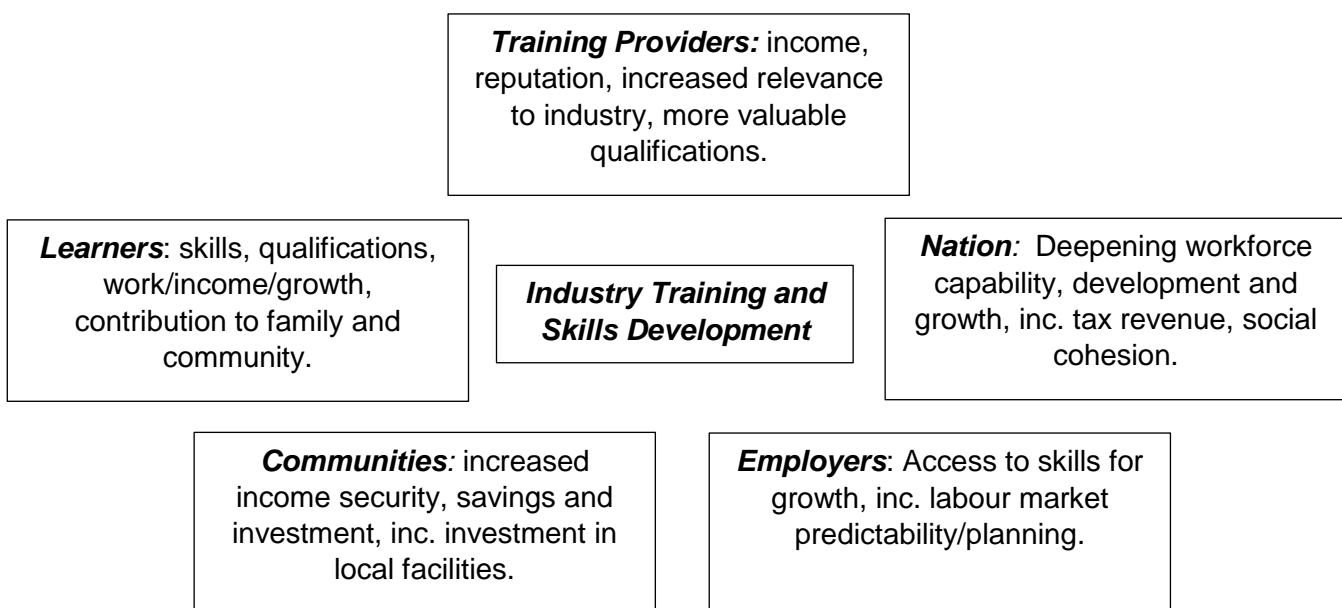 Training Providers: income,
reputation, increased relevance
to industry, more valuable
qualifications.
Learners: skills, qualifications,
work/income/growth,
contribution to family and
community.
Industry Training and
Skills Development
Nation:  Deepening workforce
capability, development and
growth, inc. tax revenue, social
cohesion.
Communities: increased
income security, savings and
investment, inc. investment in
local facilities.
Employers: Access to skills for
growth, inc. labour market
predictability/planning.